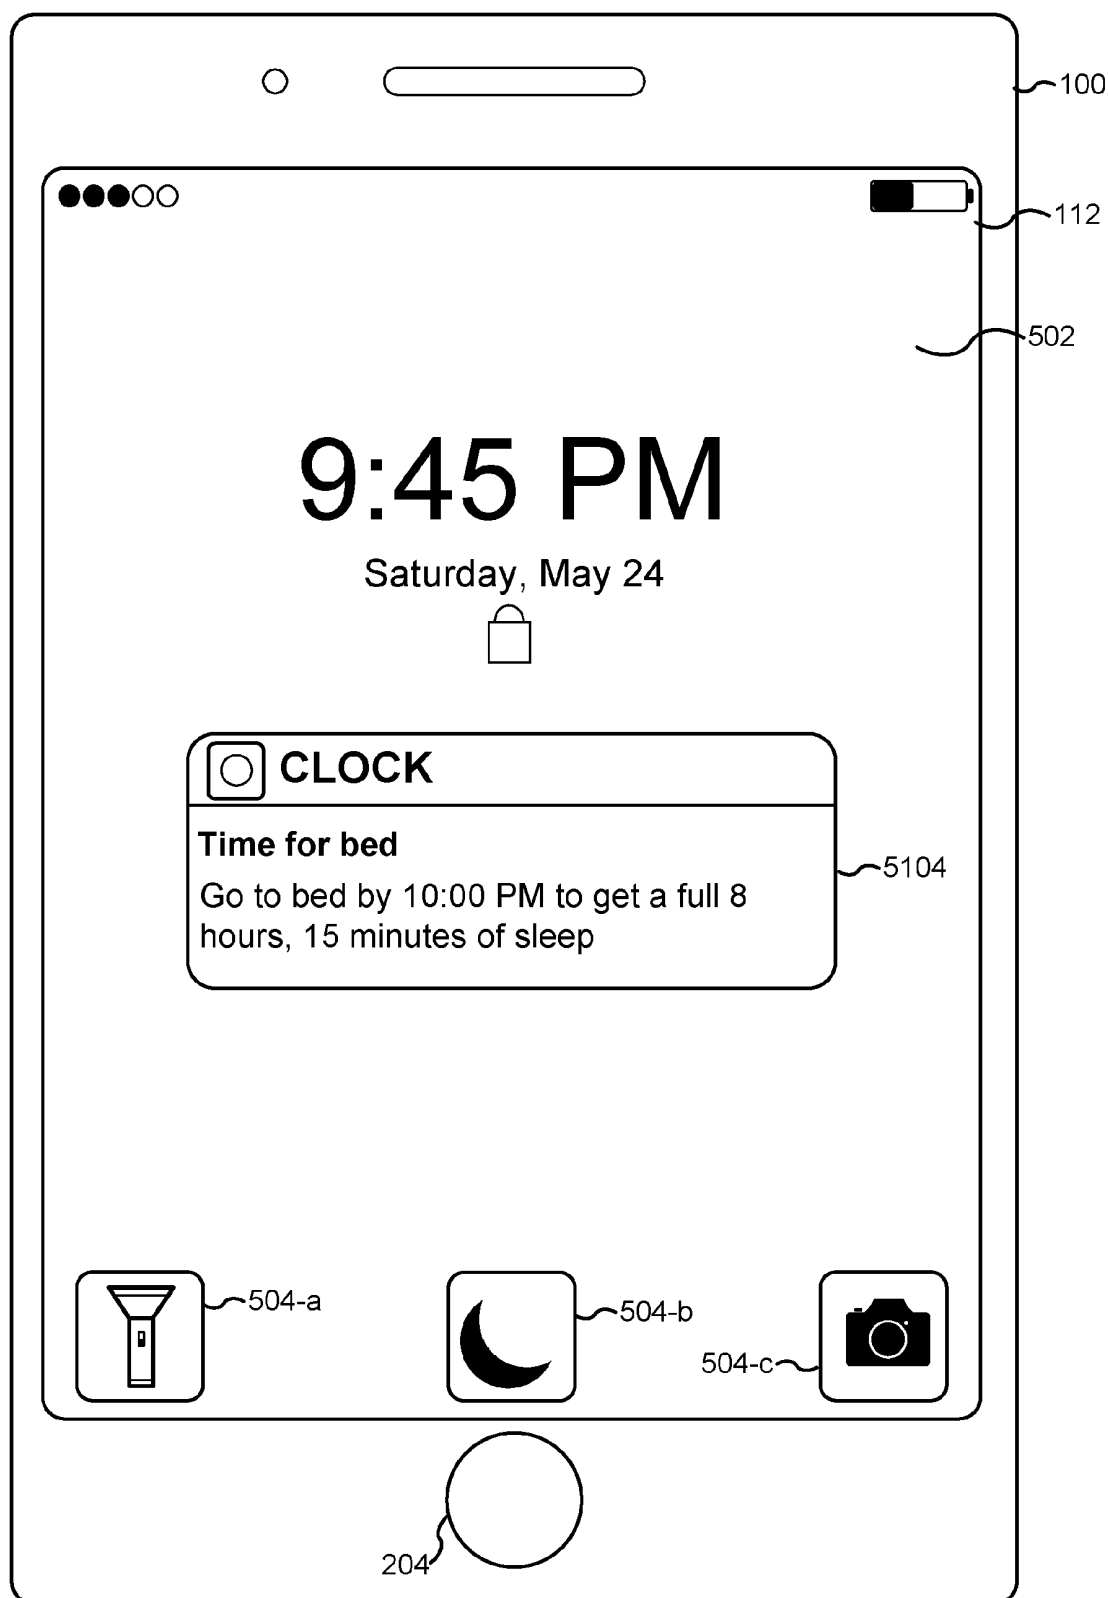 100
112
502
9:45 PM
Saturday, May 24
CLOCK
Time for bed
5104
Go to bed by 10:00 PM to get a full 8
hours, 15 minutes of sleep
504-a
504-b
504-c
204